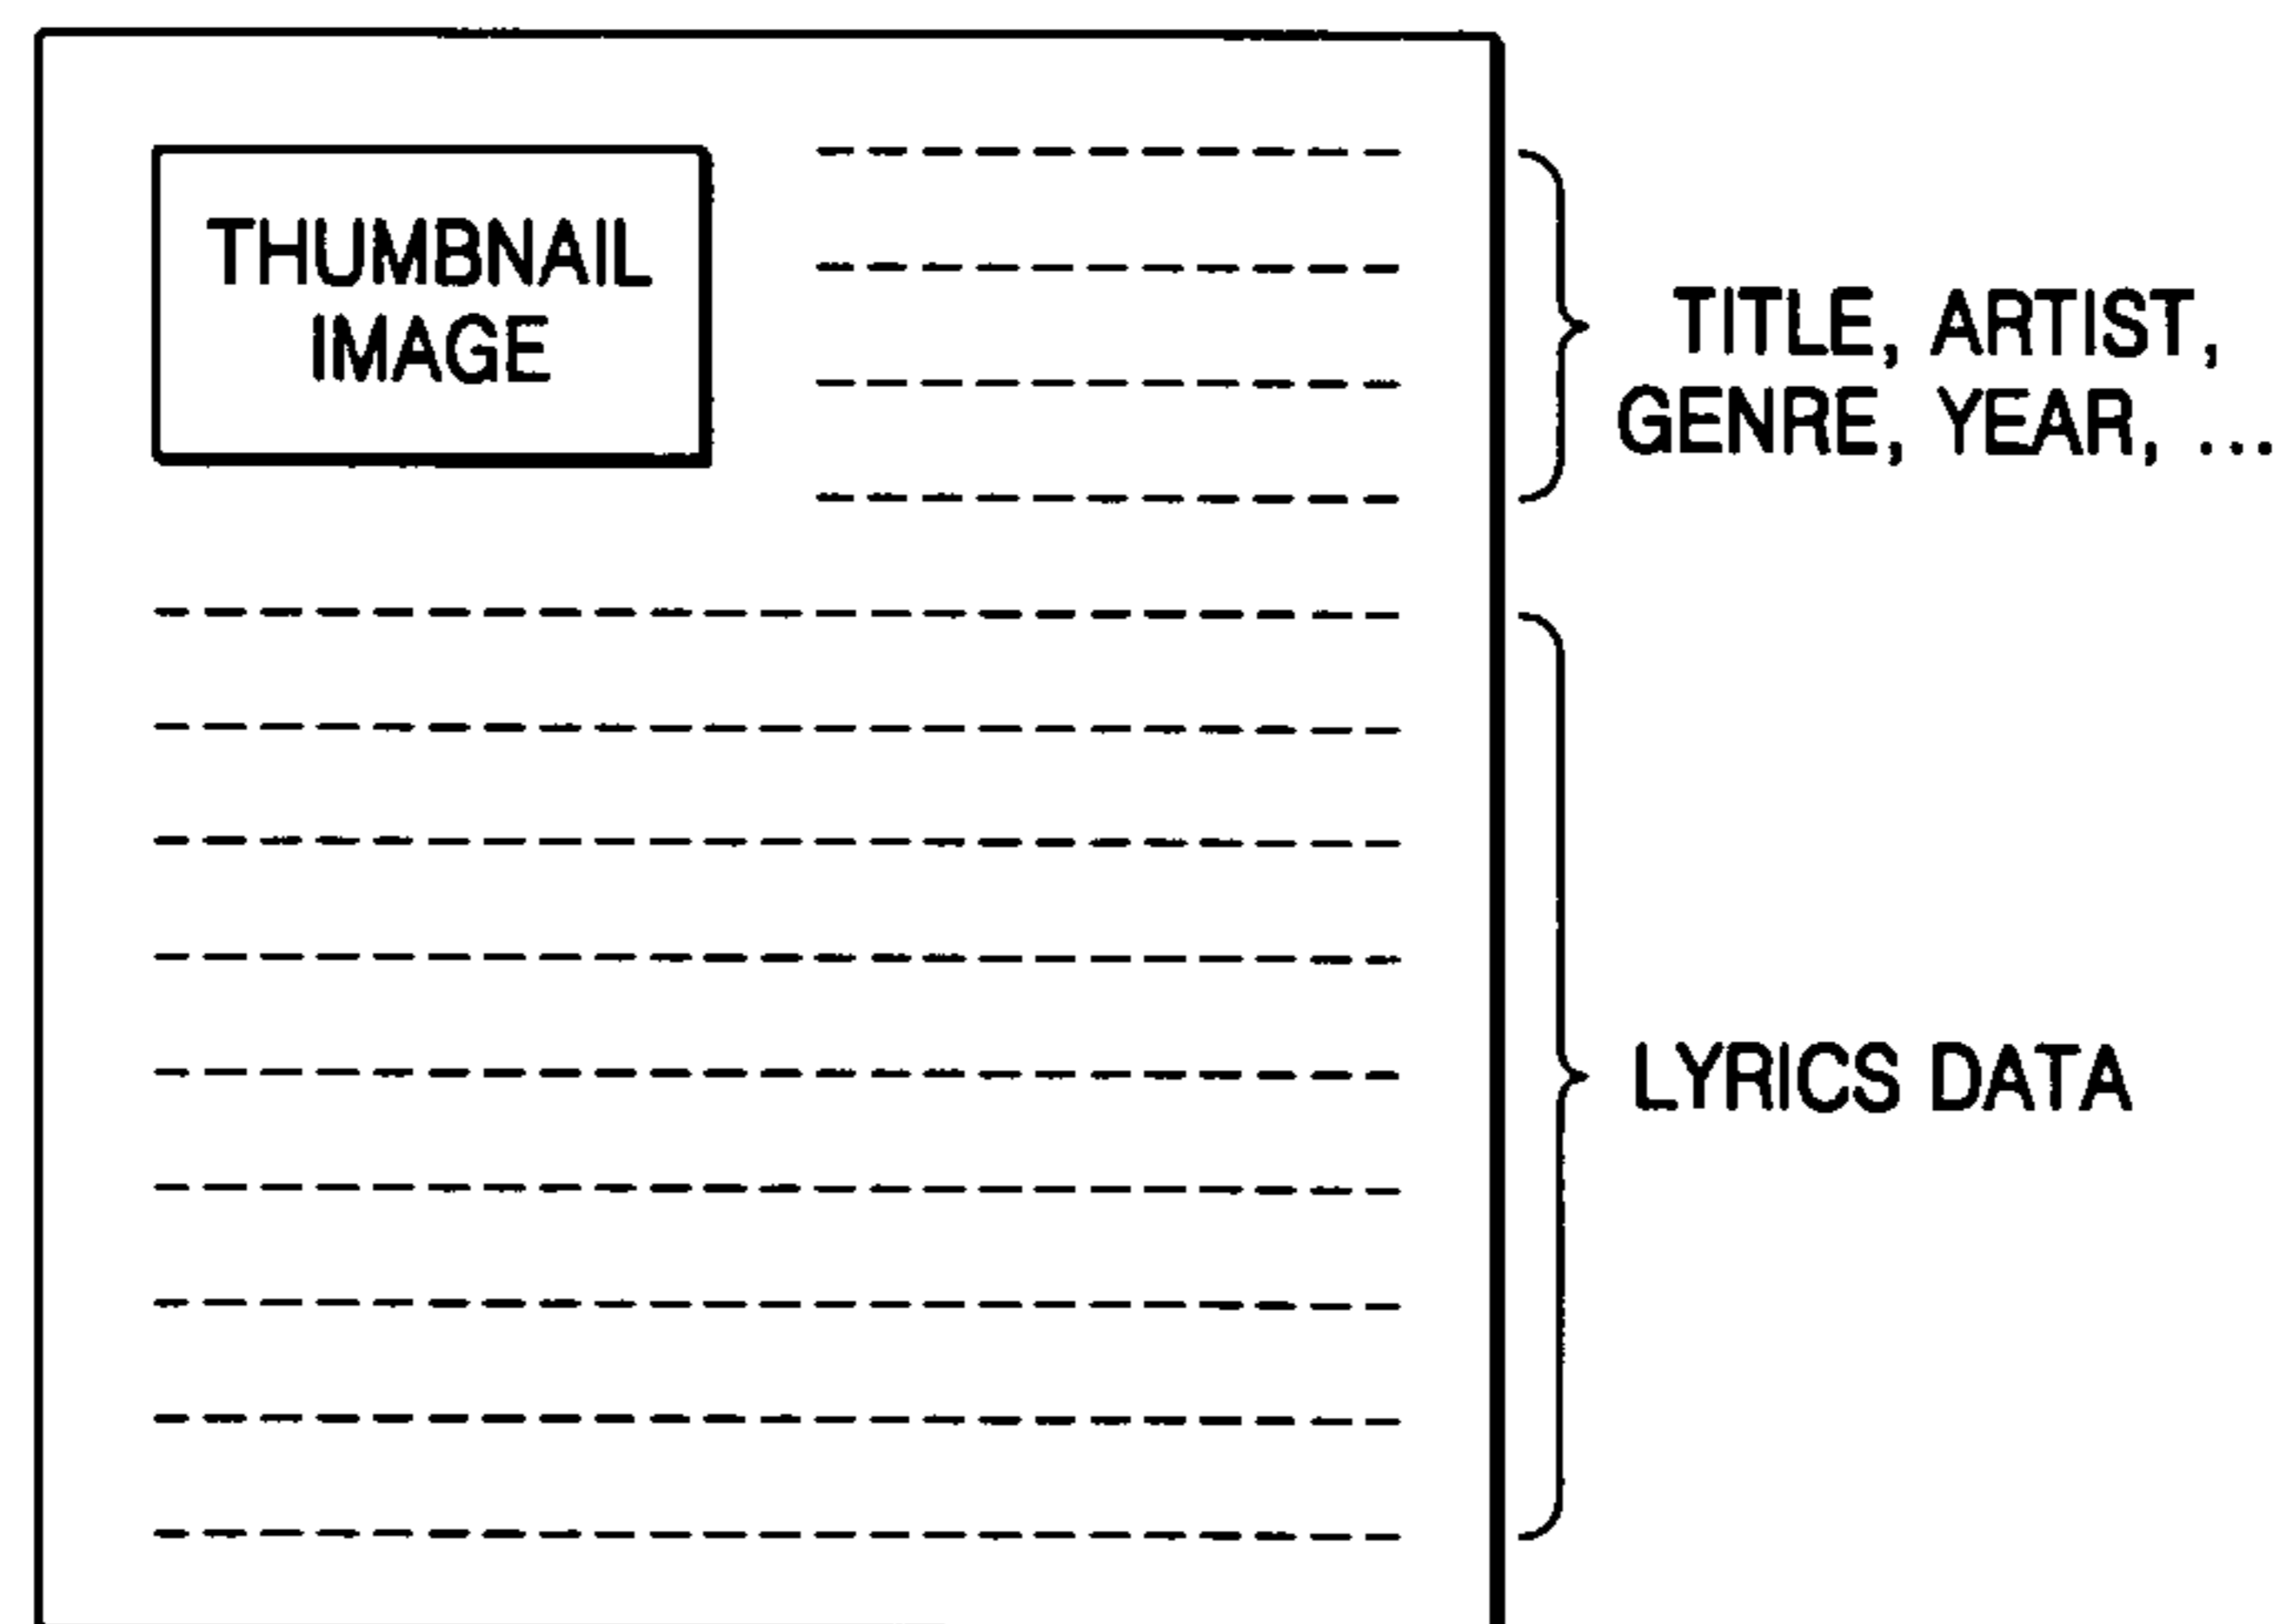 THUMBNAIL
IMAGE
TITLE, ARTIST,
GENRE, YEAR, ...
LYRICS DATA